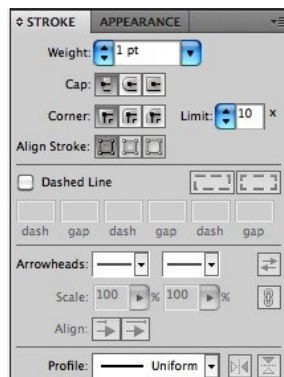 STROKE APPEARANCE
Weight: 1 pt
Cap:
Corner: Limit: 10 x
Align Stroke:
Dashed Line
dash gap dash gap dash gap
Arrowheads:
Scale: 100 % 100 %
Align:
Profile: Uniform